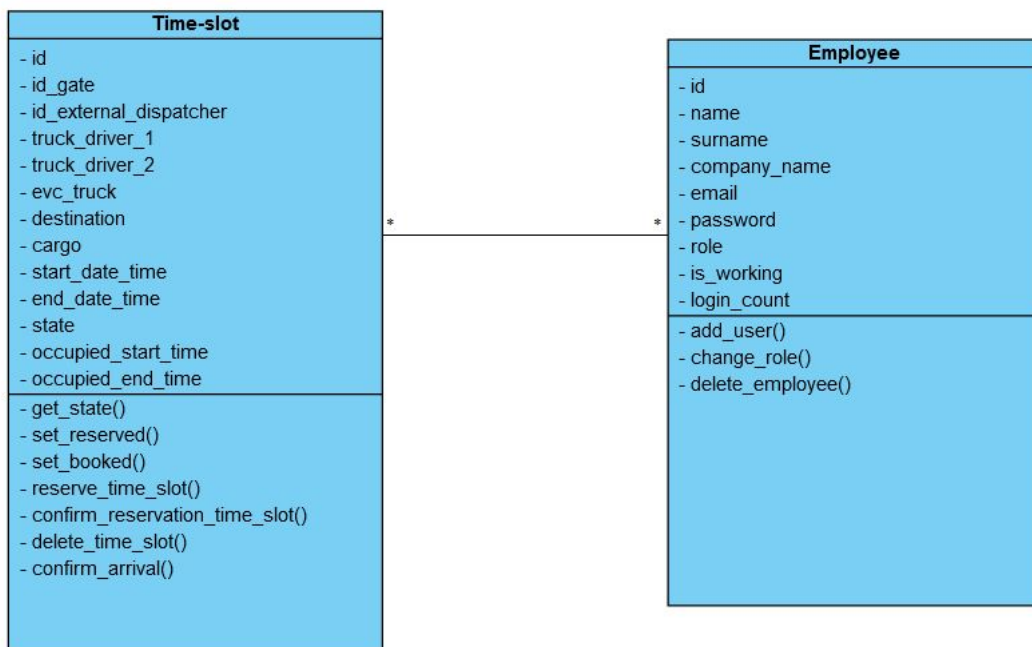 Time-slot
- id
- id_gate
- id_external_dispatcher
- truck_driver_1
- truck_driver_2
- evc_truck
- destination
- cargo
- start_date_time
- end_date_time
- state
- occupied_start_time
- occupied_end_time
- get_state()
- set_reserved()
- set_booked()
- reserve_time_slot()
- confirm_reservation_time_slot()
- delete_time_slot()
- confirm_arrival()
*
*
Employee
- id
- name
- surname
- company_name
- email
- password
- role
- is_working
- login_count
- add_user()
- change_role()
- delete_employee()